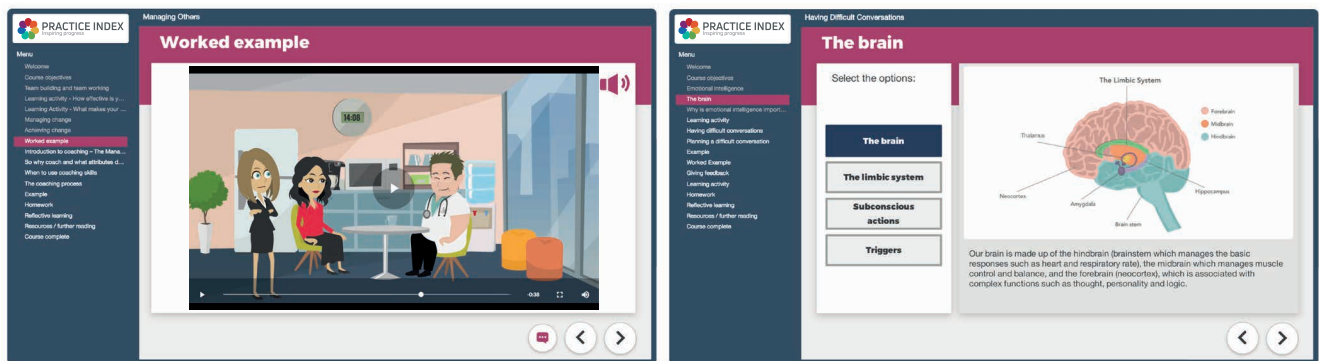 PRACTICE INDEX
Inspiring progress
Managing Others
Menu
Welcome
Course objectives
Team building and team working
Learning activity - How effective is y...
Learning Activity - What makes your ...
Managing change
Achieving change
Worked example
Introduction to coaching – The Mana...
So why coach and what attributes d...
When to use coaching skills
The coaching process
Example
Homework
Reflective learning
Resources / further reading
Course complete
Worked example
14:08
-0:38
PRACTICE INDEX
Inspiring progress
Having Difficult Conversations
Menu
Welcome
Course objectives
Emotional intelligence
The brain
Why is emotional intelligence import...
Learning activity
Having difficult conversations
Planning a difficult conversation
Example
Worked Example
Giving feedback
Learning activity
Homework
Reflective learning
Resources / further reading
Course complete
The brain
Select the options:
The brain
The limbic system
Subconscious
actions
Triggers
The Limbic System
Forebrain
Midbrain
Hindbrain
Thalamus
Neocortex
Amygdala
Brain stem
Hippocampus
Our brain is made up of the hindbrain (brainstem which manages the basic
responses such as heart and respiratory rate), the midbrain which manages muscle
control and balance, and the forebrain (neocortex), which is associated with
complex functions such as thought, personality and logic.